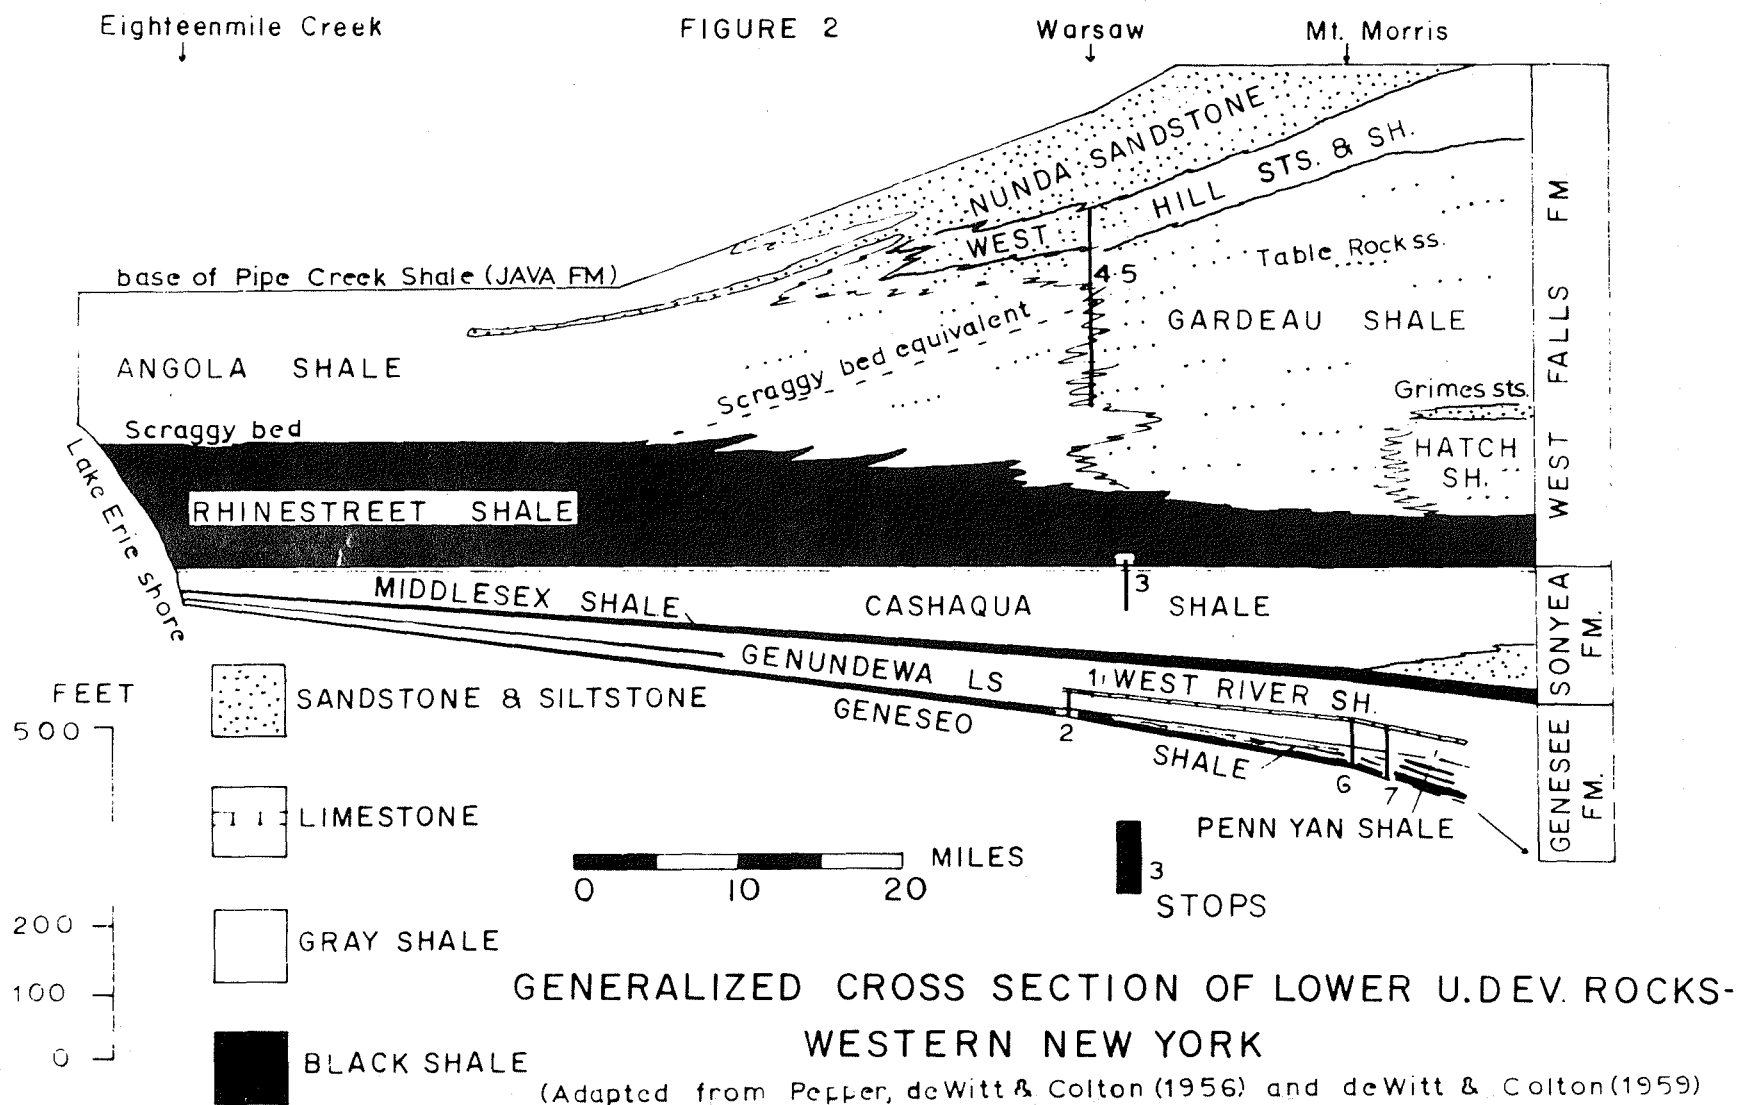 Eighteenmile Creek
FIGURE 2
Warsaw
Mt. Morris
NUNDA SANDSTONE
WEST HILL STS. & SH.
base of Pipe Creek Shale (JAVA FM)
Table Rock ss.
4·5
GARDEAU SHALE
Scraggy bed equivalent
ANGOLA SHALE
Grimes sts.
Scraggy bed
HATCH
SH.
WEST FALLS FM
RHINESTREET SHALE
Lake Erie shore
MIDDLESEX SHALE
CASHAQUA SHALE
3
SONYEA
FM.
GENUNDEWA LS
1
WEST RIVER SH.
GENESEO SHALE
2
6
7
PENN YAN SHALE
GENESEE
FM.
FEET
500
200
100
0
SANDSTONE & SILTSTONE
LIMESTONE
GRAY SHALE
BLACK SHALE
MILES
0 10 20
3
STOPS
GENERALIZED CROSS SECTION OF LOWER U.DEV. ROCKS-
WESTERN NEW YORK
(Adapted from Pepper, deWitt & Colton (1956) and deWitt & Colton (1959)